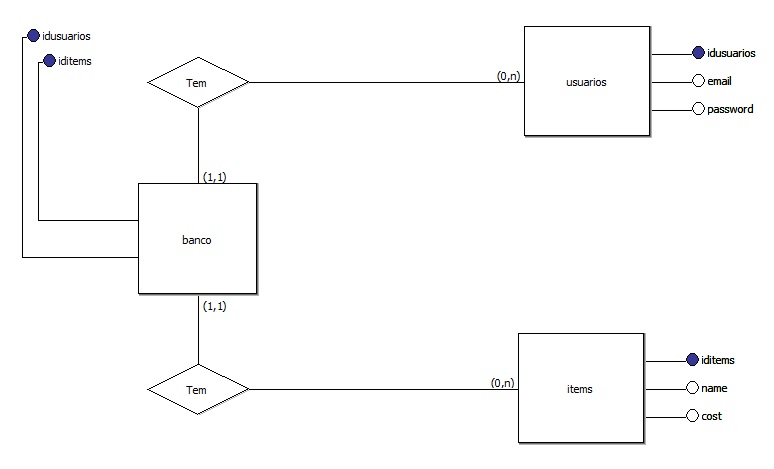 idusuarios
iditems
Tem
(0,n)
usuarios
idusuarios
email
password
(1,1)
banco
(1,1)
Tem
(0,n)
items
iditems
name
cost